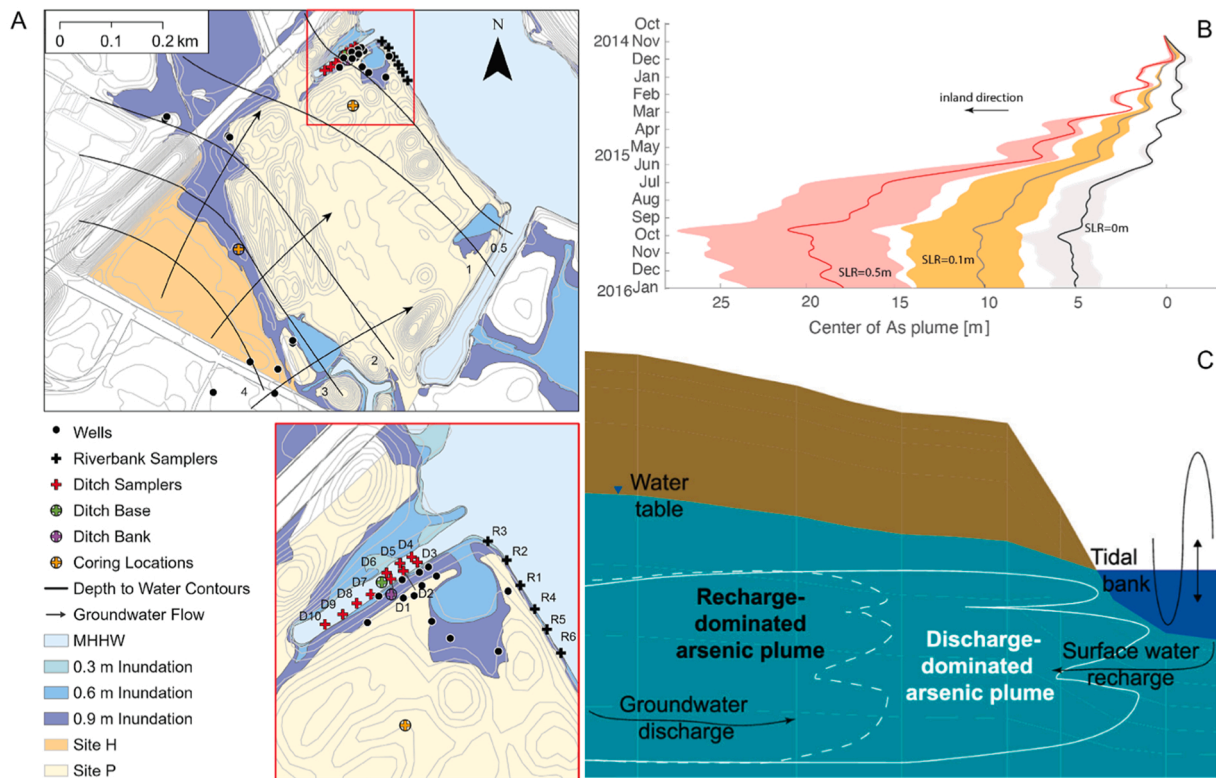 A
0 0.1 0.2 km
N
0.5
1
2
3
4
Wells
Riverbank Samplers
Ditch Samplers
Ditch Base
Ditch Bank
Coring Locations
Depth to Water Contours
Groundwater Flow
MHHW
0.3 m Inundation
0.6 m Inundation
0.9 m Inundation
Site H
Site P
R3
D4
D5
D3
R2
D6
D7
R1
D8
D2
D9
D1
R4
D10
R5
R6
B
Oct
2014
Nov
Dec
Jan
Feb
Mar
Apr
May
2015
Jun
Jul
Aug
Sep
Oct
Nov
Dec
2016
Jan
inland direction
SLR=0m
SLR=0.1m
SLR=0.5m
25 20 15 10 5 0
Center of As plume [m]
C
Water
table
Tidal
bank
Recharge-
dominated
arsenic plume
Discharge-
dominated
arsenic plume
Surface water
recharge
Groundwater
discharge